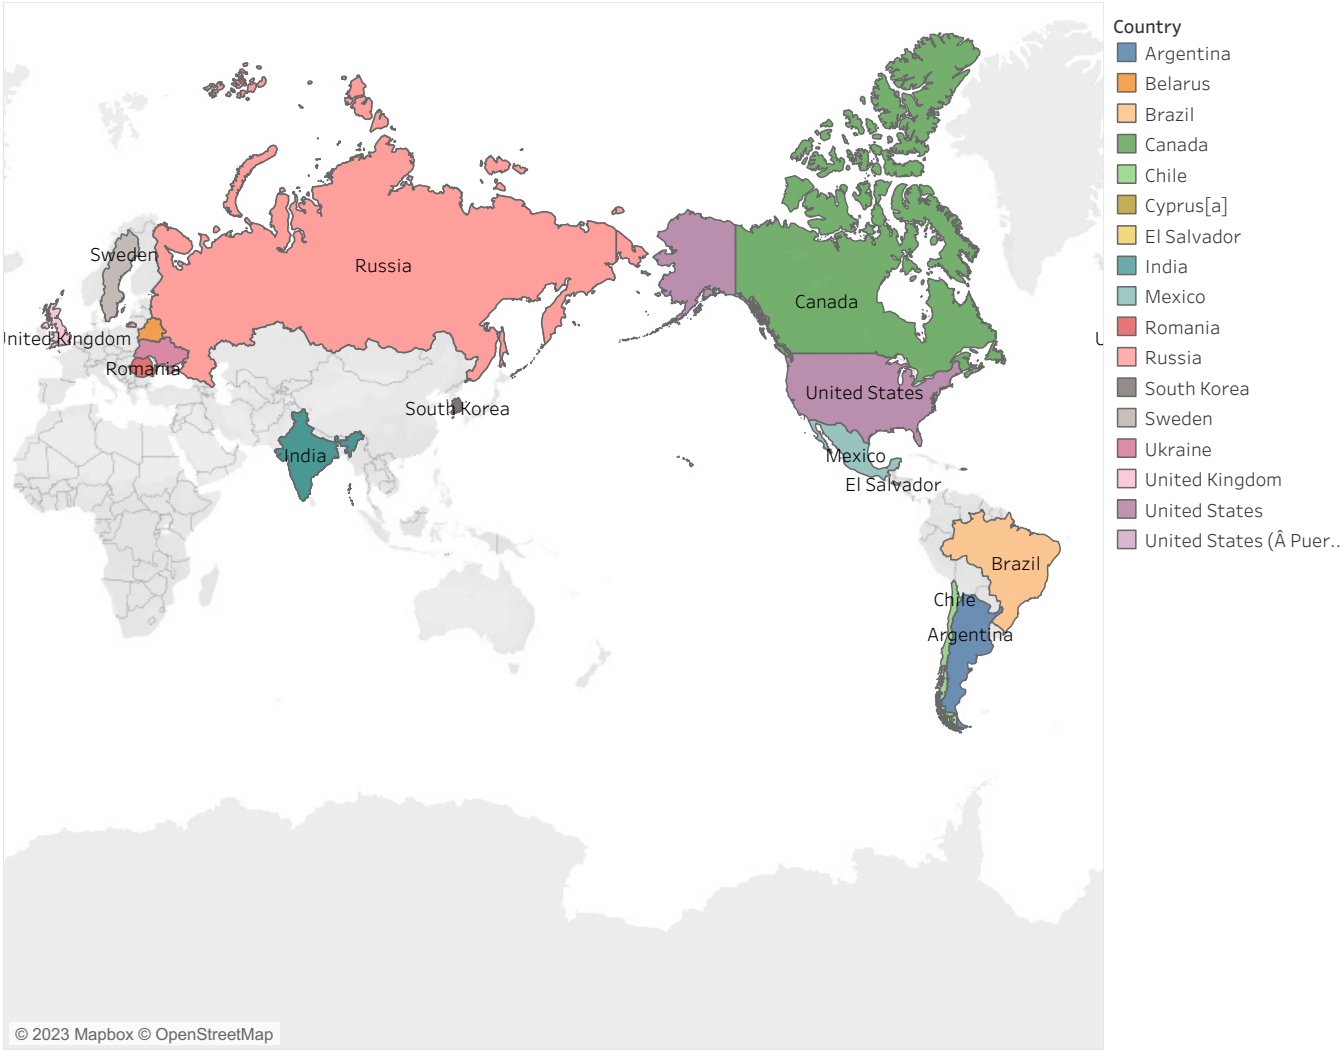 Sweden
Russia
Canada
United Kingdom
U
Romania
United States
South Korea
India
Mexico
El Salvador
Brazil
Chile
Argentina
© 2023 Mapbox © OpenStreetMap
Country
Argentina
Belarus
Brazil
Canada
Chile
Cyprus[a]
El Salvador
India
Mexico
Romania
Russia
South Korea
Sweden
Ukraine
United Kingdom
United States
United States (Â Puer..